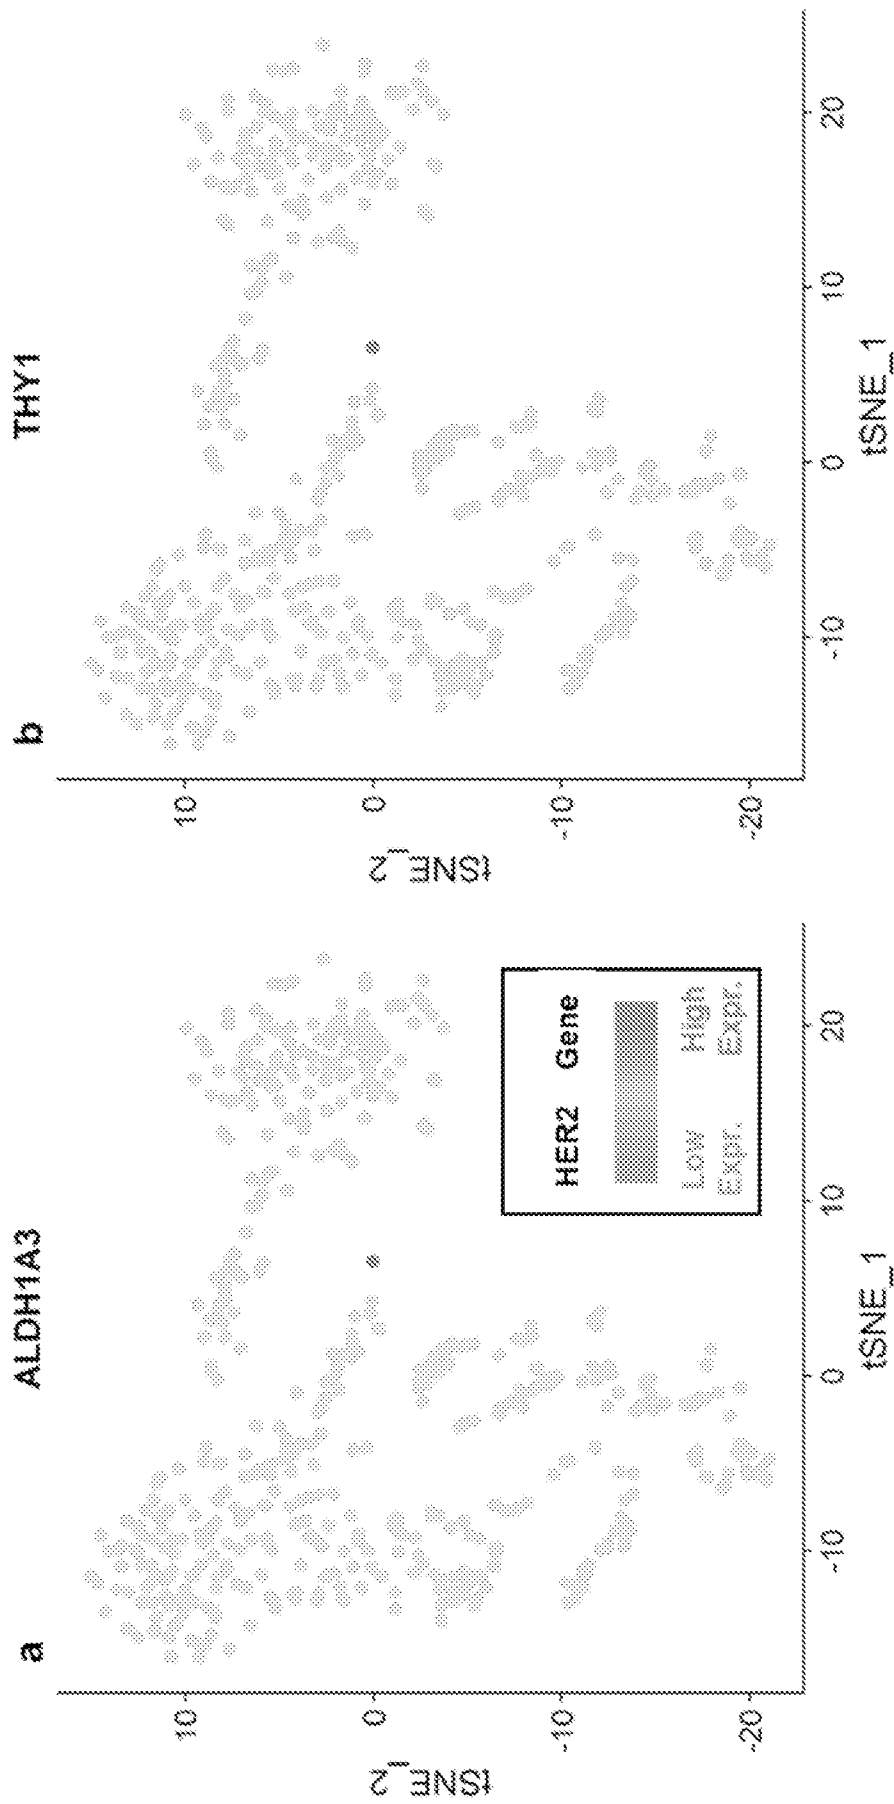 a
ALDH1A3
tSNE_2
10
0
-10
-20
-10
0
10
20
tSNE_1
HER2 Gene
Low High
Expr. Expr.
b
THY1
tSNE_2
10
0
-10
-20
-10
0
10
20
tSNE_1